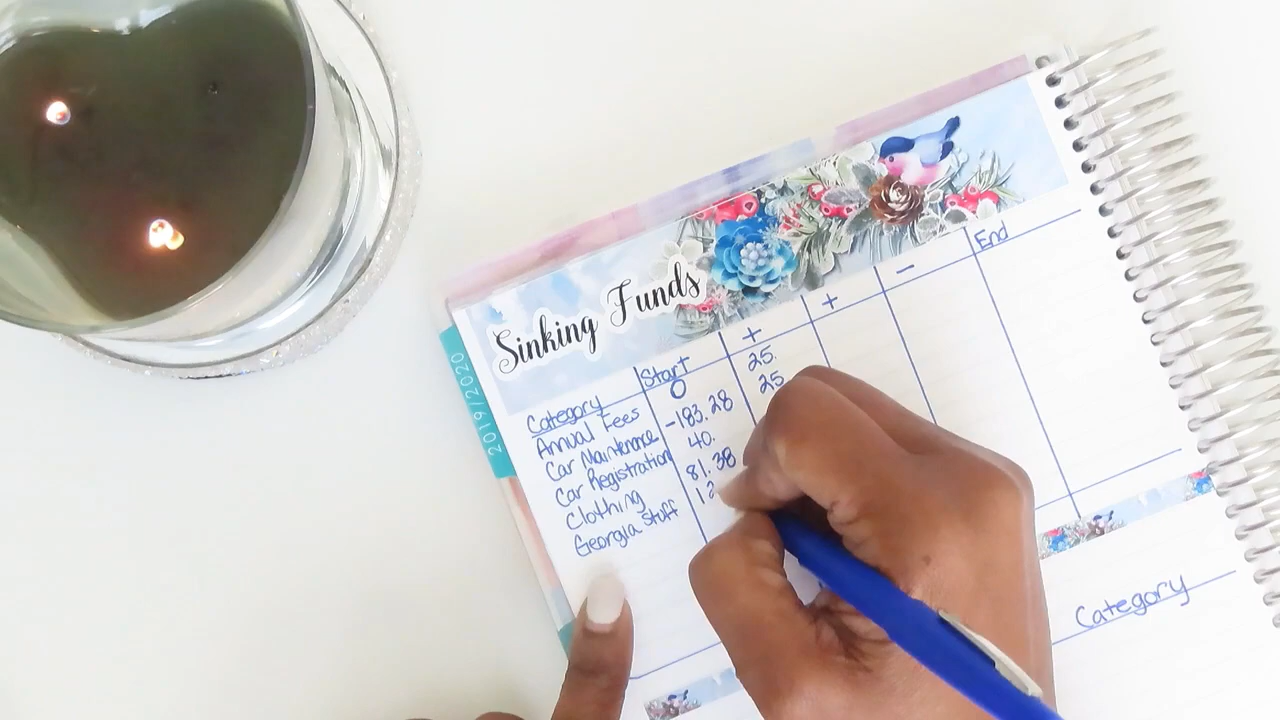 2019/2020
Sinking Funds
Category Start + + - End
Annual Fees 0 25.
Car Maintenance -183.28 25
Car Registration 40.
Clothing 81.38
Georgia Stuff
Category